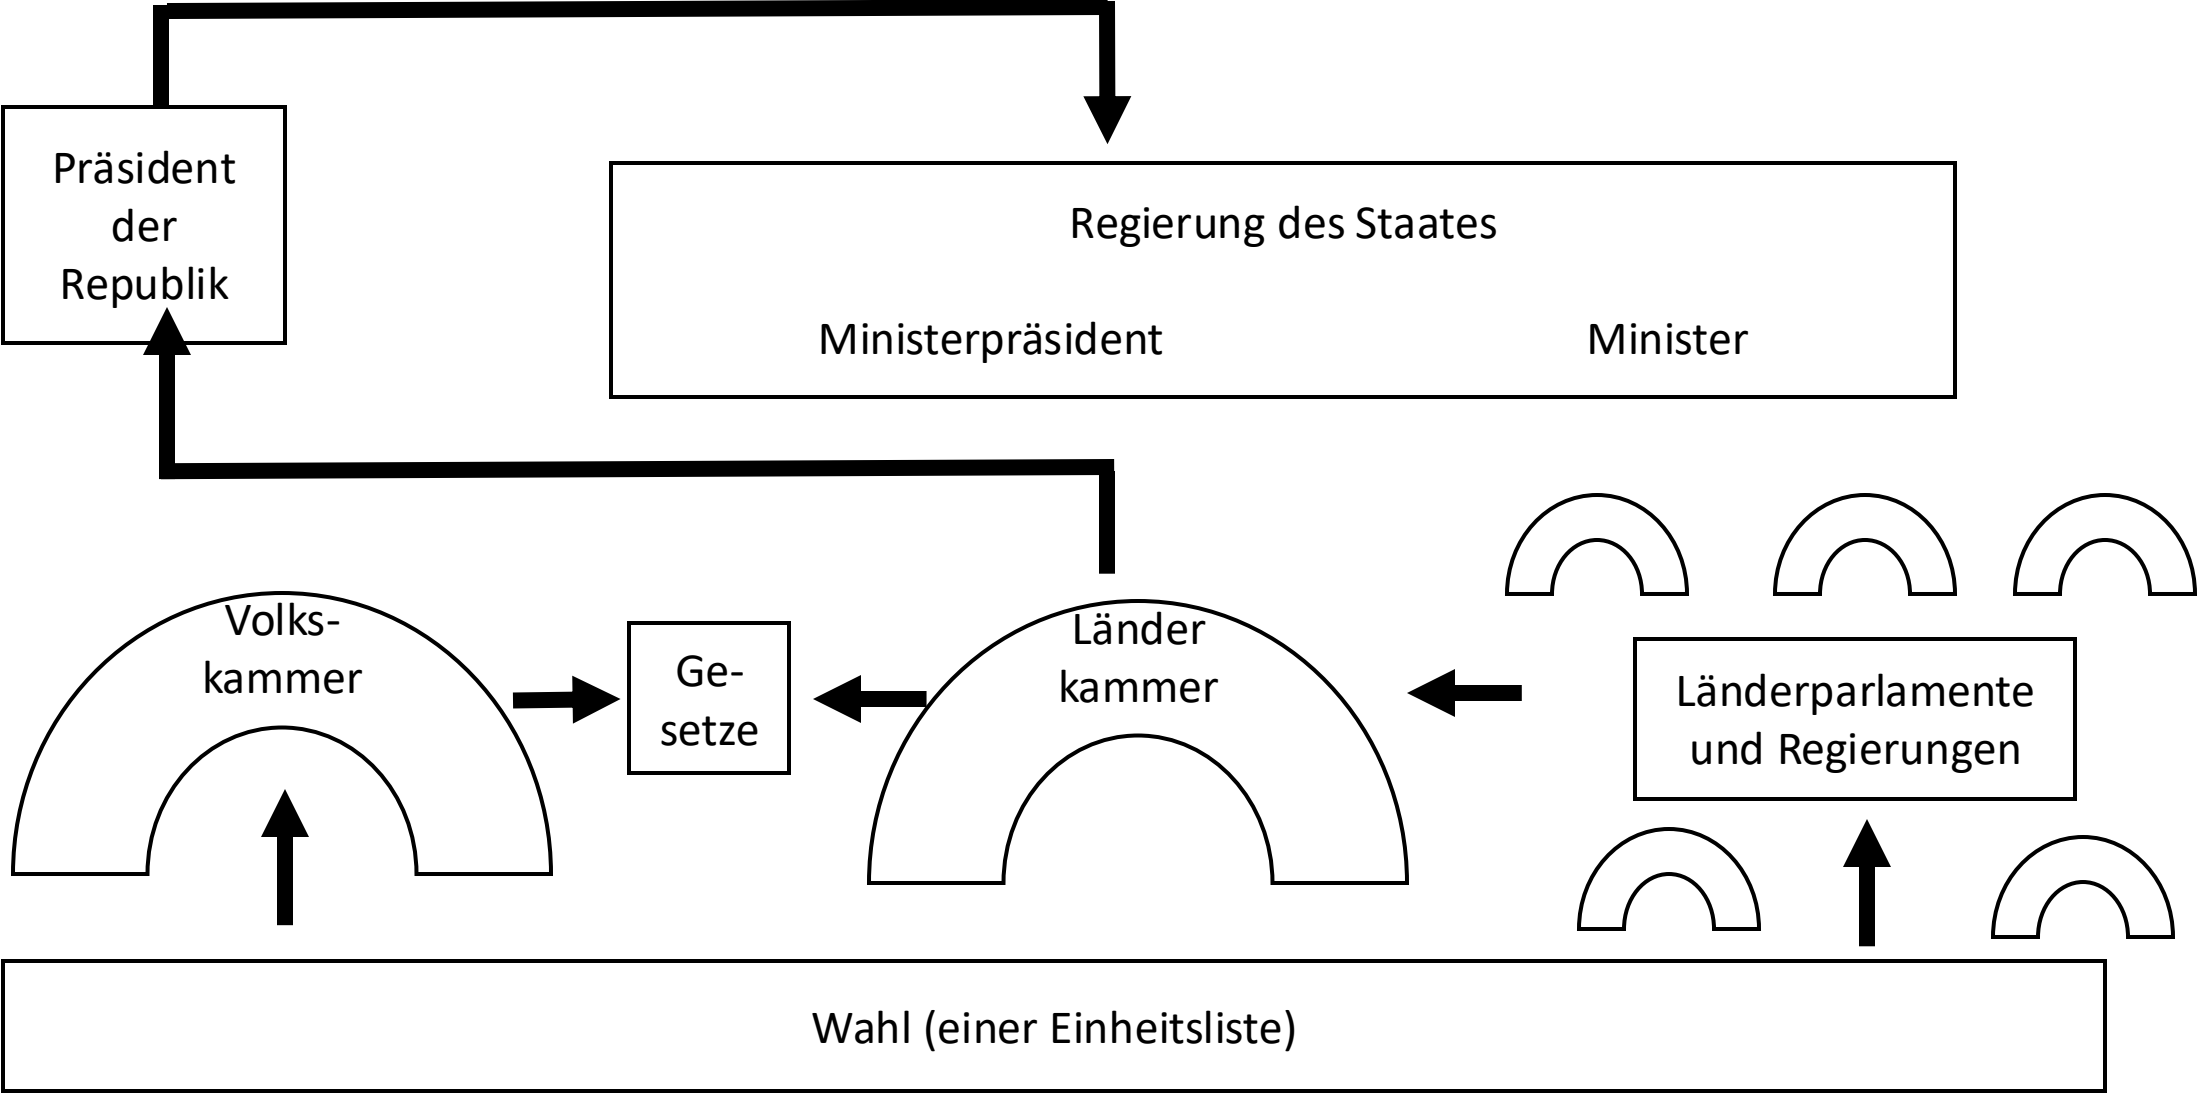 Präsident
der
Republik
Regierung des Staates
Ministerpräsident Minister
Volks-
kammer
Ge-
setze
Länder
kammer
Länderparlamente
und Regierungen
Wahl (einer Einheitsliste)